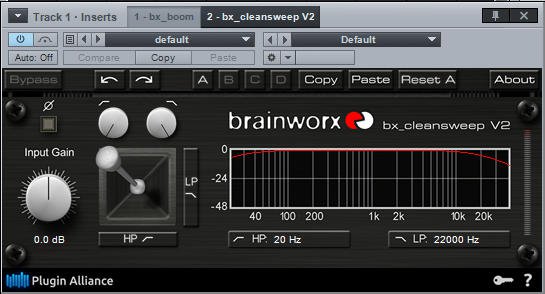 Track 1 · Inserts 1 - bx_boom 2 - bx_cleansweep V2
default Default
Auto: Off Compare Copy Paste
Bypass A B C D Copy Paste Reset A About
Input Gain
0.0 dB
LP
HP
brainworx bx_cleansweep V2
0
-24
-48
40 100 200 1k 2k 10k 20k
HP: 20 Hz LP: 22000 Hz
Plugin Alliance ?